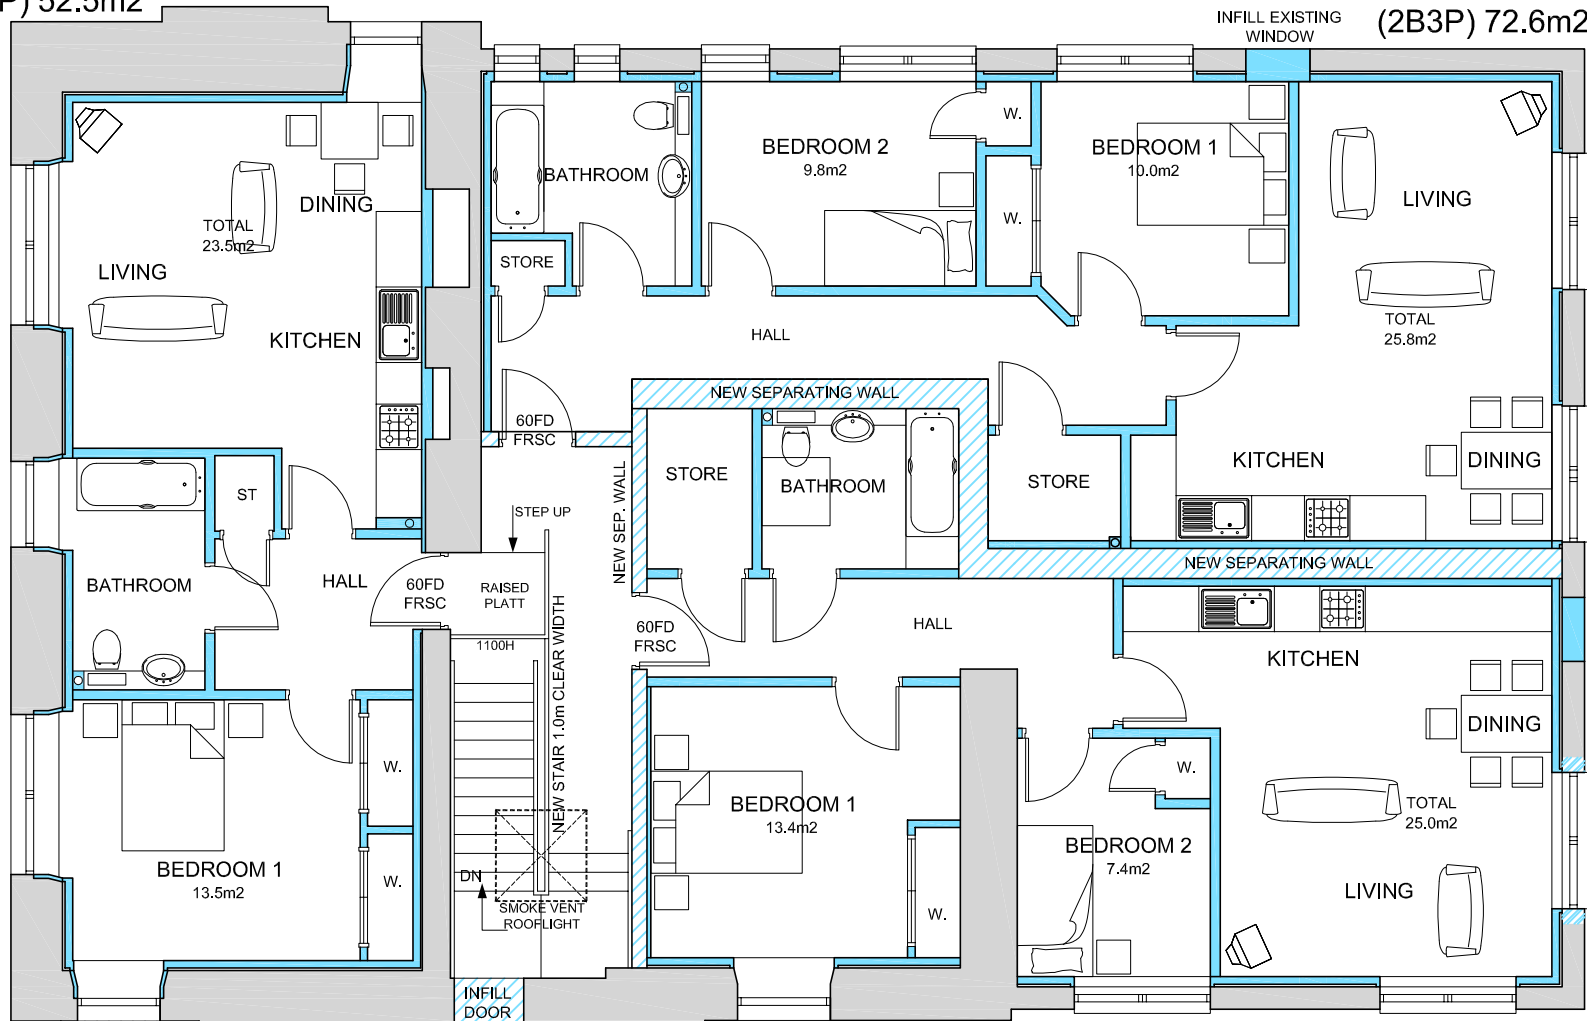 P) 52.5m2
INFILL EXISTING
WINDOW
(2B3P) 72.6m2
DINING
TOTAL
23.5m2
LIVING
KITCHEN
BATHROOM
STORE
BEDROOM 2
9.8m2
W.
W.
BEDROOM 1
10.0m2
LIVING
TOTAL
25.8m2
HALL
NEW SEPARATING WALL
60FD
FRSC
KITCHEN
DINING
STORE
BATHROOM
STORE
NEW SEP. WALL
STEP UP
ST
BATHROOM
HALL
60FD
FRSC
RAISED
PLATT
1100H
NEW STAIR 1.0m CLEAR WIDTH
60FD
FRSC
HALL
NEW SEPARATING WALL
KITCHEN
DINING
W.
W.
BEDROOM 1
13.5m2
DN
SMOKE VENT
ROOFLIGHT
INFILL
DOOR
BEDROOM 1
13.4m2
W.
W.
BEDROOM 2
7.4m2
TOTAL
25.0m2
LIVING